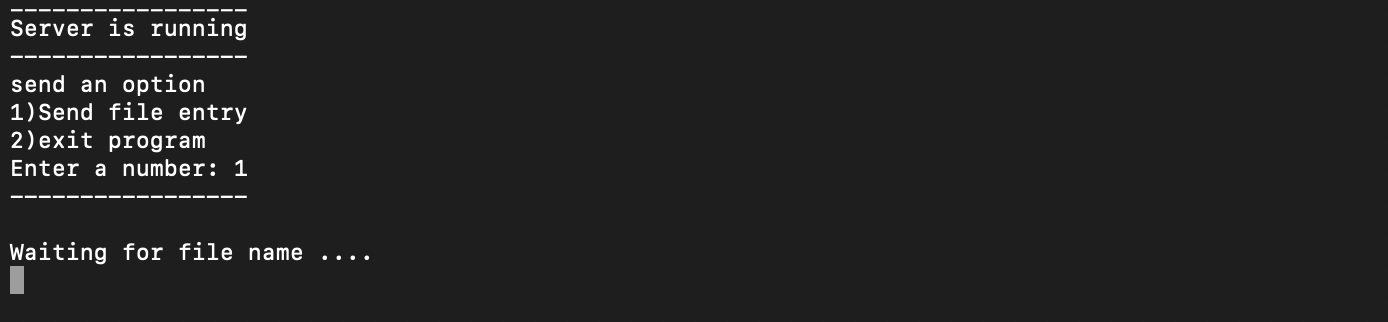 -----------------
Server is running
-----------------
send an option
1)Send file entry
2)exit program
Enter a number: 1
-----------------
Waiting for file name ....